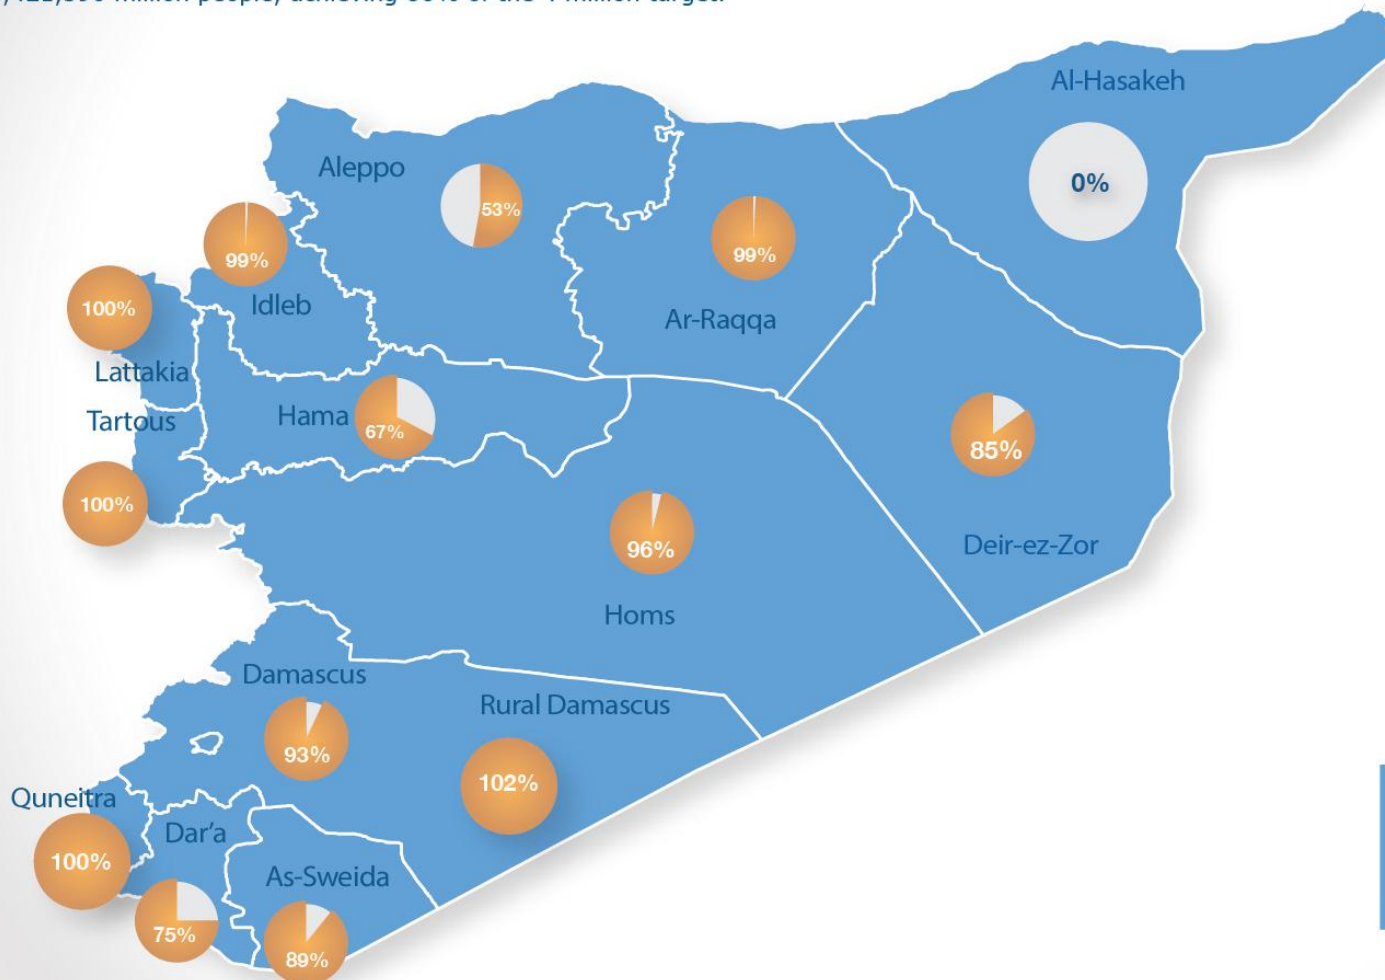 Al-Hasakeh
0%
Aleppo
53%
99%
Idleb
99%
Ar-Raqqa
100%
Lattakia
Hama
67%
Tartous
100%
85%
Deir-ez-Zor
96%
Homs
Damascus
93%
Rural Damascus
102%
Quneitra
100%
Dar'a
75%
As-Sweida
89%